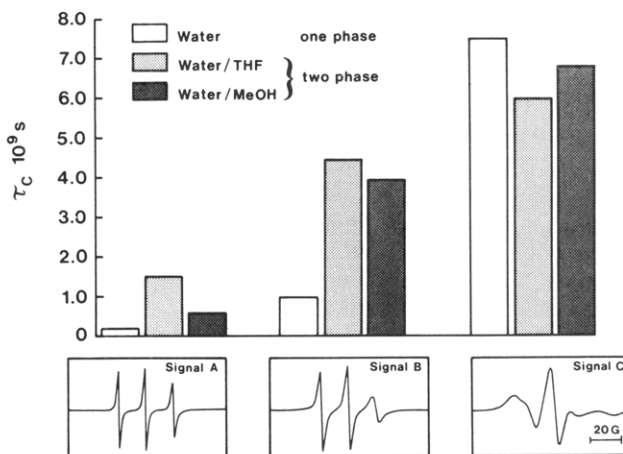 8.0
7.0
6.0
5.0
4.0
3.0
2.0
1.0
0
τc 10⁹ s
Water one phase
Water/THF
Water/MeOH
} two phase
Signal A
Signal B
Signal C
20 G